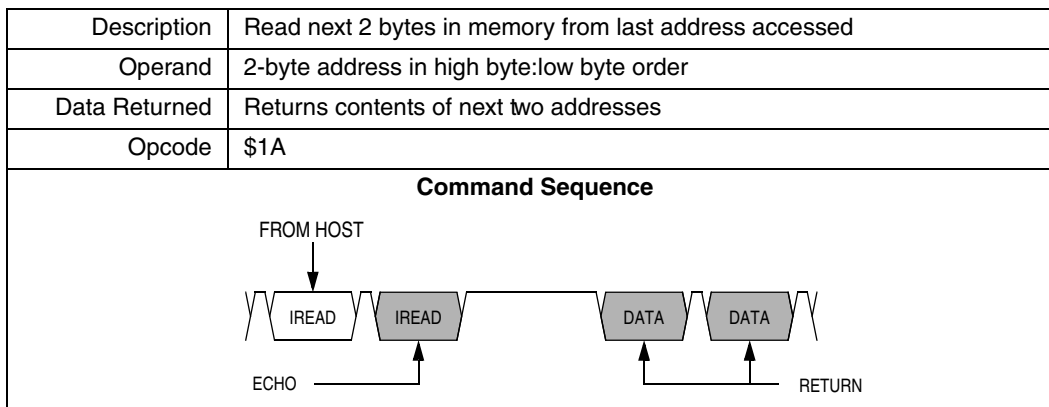 Description Read next 2 bytes in memory from last address accessed
Operand 2-byte address in high byte:low byte order
Data Returned Returns contents of next two addresses
Opcode $1A
Command Sequence
FROM HOST
IREAD IREAD DATA DATA
ECHO RETURN